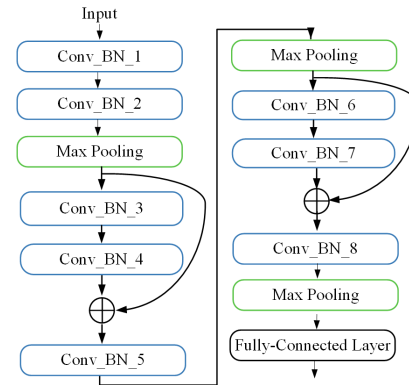 Input
Conv_BN_1
Conv_BN_2
Max Pooling
Conv_BN_3
Conv_BN_4
Conv_BN_5
Max Pooling
Conv_BN_6
Conv_BN_7
Conv_BN_8
Max Pooling
Fully-Connected Layer